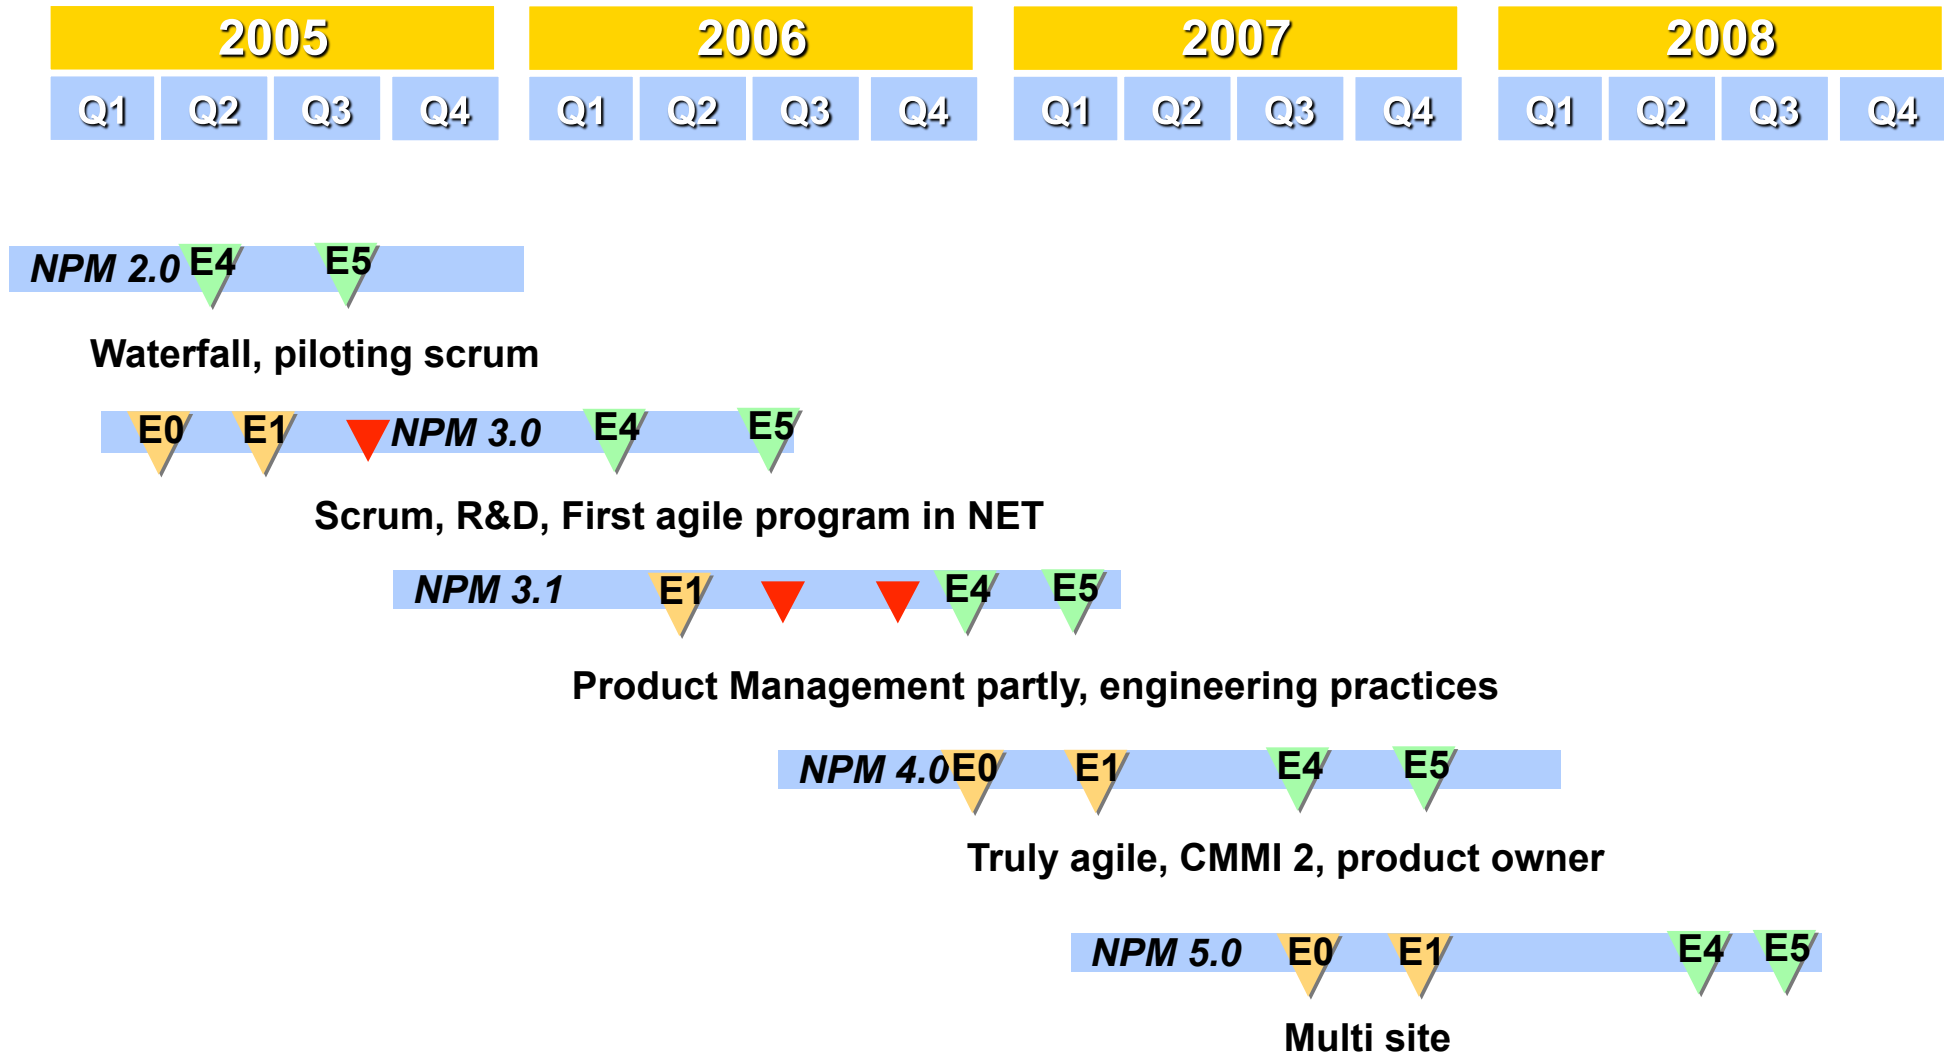 2005 2006 2007 2008
Q1 Q2 Q3 Q4 Q1 Q2 Q3 Q4 Q1 Q2 Q3 Q4 Q1 Q2 Q3 Q4
NPM 2.0 E4 E5
Waterfall, piloting scrum
E0 E1 NPM 3.0 E4 E5
Scrum, R&D, First agile program in NET
NPM 3.1 E1 E4 E5
Product Management partly, engineering practices
NPM 4.0 E0 E1 E4 E5
Truly agile, CMMI 2, product owner
NPM 5.0 E0 E1 E4 E5
Multi site